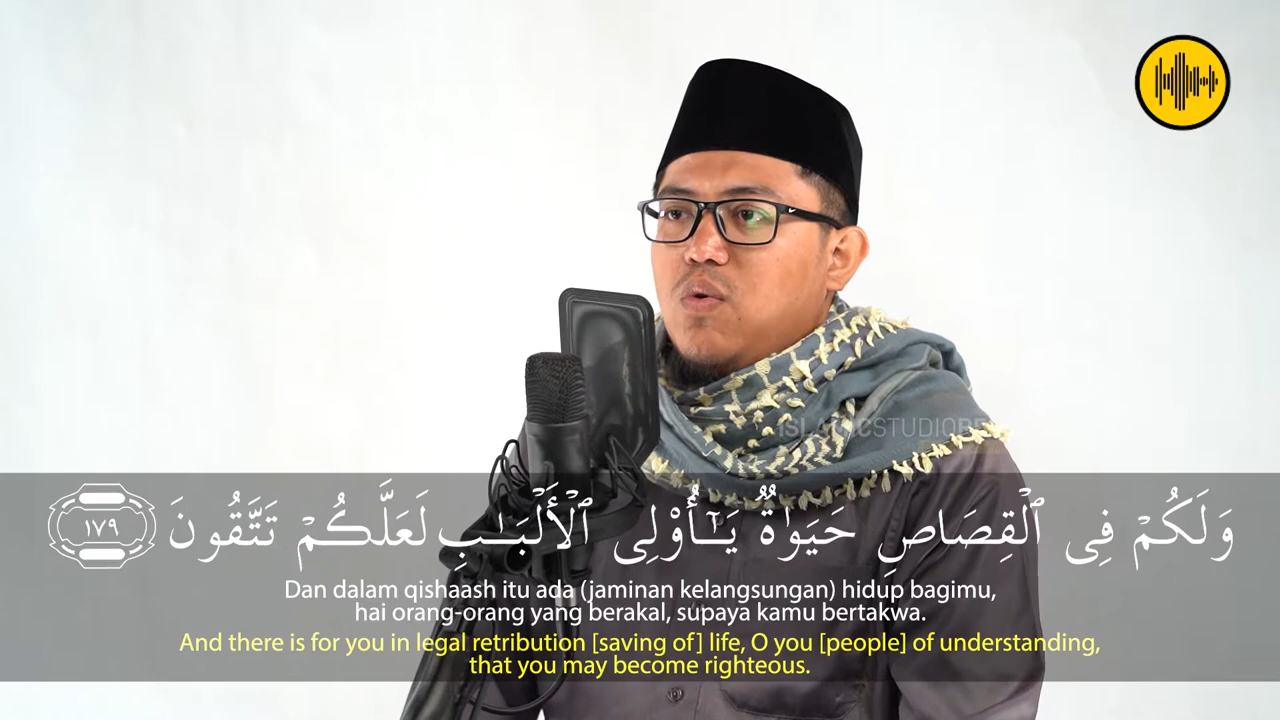 ISLAMICSTUDIO
وَلَكُمْ فِى ٱلْقِصَاصِ حَيَوٰةٌ يَـٰٓأُو۟لِى ٱلْأَلْبَـٰبِ لَعَلَّكُمْ تَتَّقُونَ ١٧٩
Dan dalam qishaash itu ada (jaminan kelangsungan) hidup bagimu,
hai orang-orang yang berakal, supaya kamu bertakwa.
And there is for you in legal retribution [saving of] life, O you [people] of understanding,
that you may become righteous.